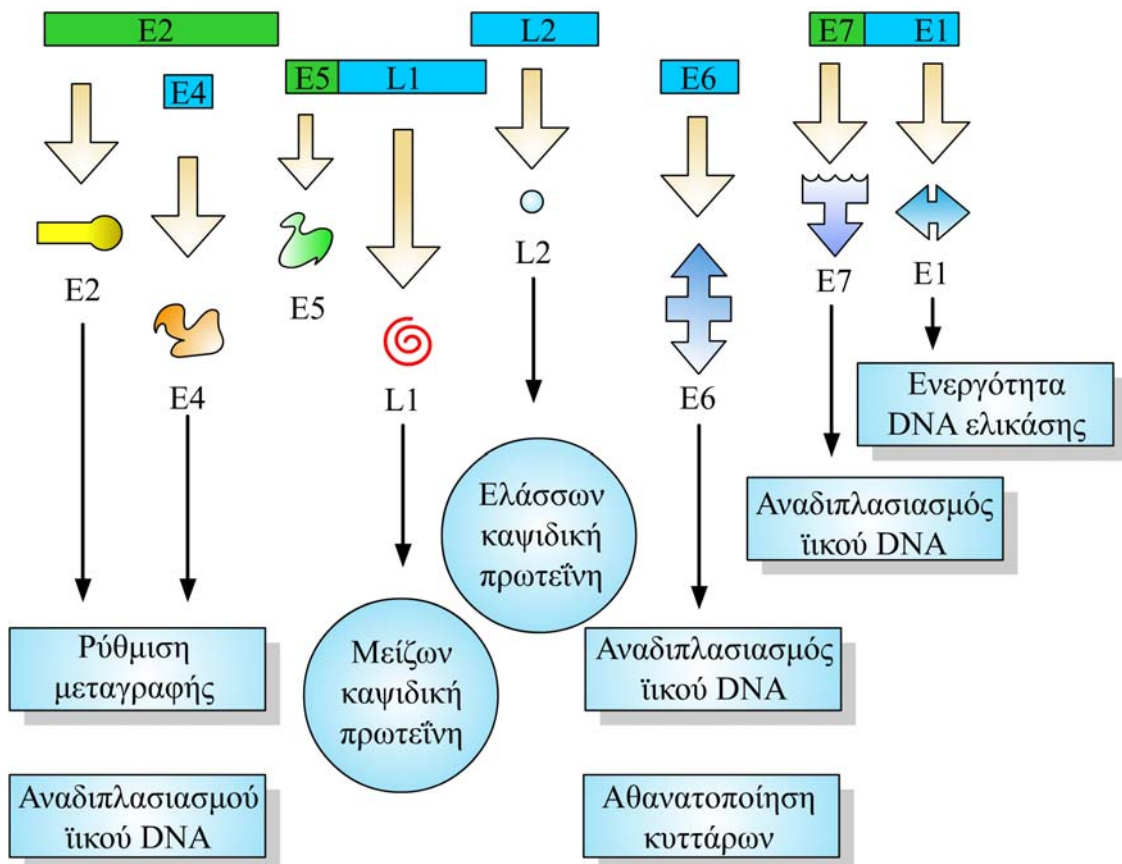 E2
L2
E7
E1
E4
E5
L1
E6
E2
E4
E5
L1
L2
E6
E7
E1
Ενεργότητα
DNA ελικάσης
Αναδιπλασιασμός
ϊικού DNA
Ελάσσων
καψιδική
πρωτεΐνη
Μείζων
καψιδική
πρωτεΐνη
Ρύθμιση
μεταγραφής
Αναδιπλασιασμός
ϊικού DNA
Αναδιπλασιασμού
ϊικού DNA
Αθανατοποίηση
κυττάρων